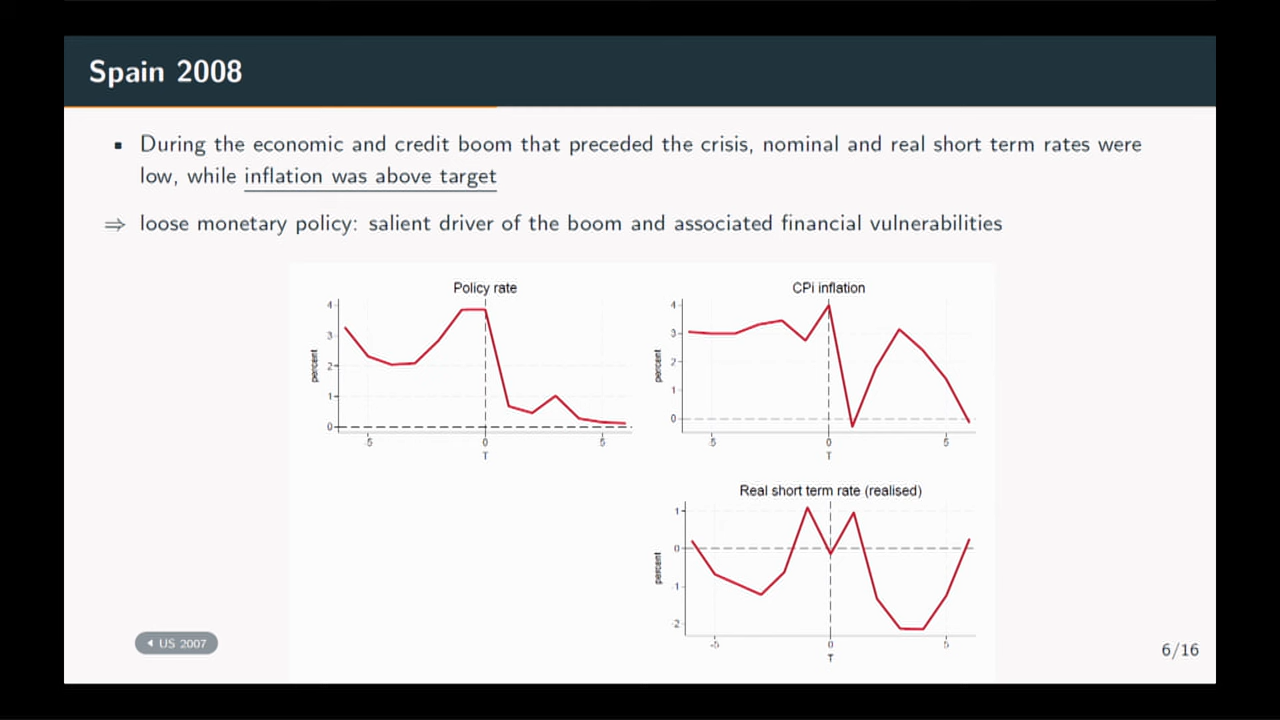 Spain 2008
▪ During the economic and credit boom that preceded the crisis, nominal and real short term rates were
low, while inflation was above target
⇒ loose monetary policy: salient driver of the boom and associated financial vulnerabilities
Policy rate
percent
4
3
2
1
0
-5
0
5
T
CPi inflation
percent
4
3
2
1
0
-5
0
5
T
Real short term rate (realised)
percent
1
0
-1
-2
-5
0
5
T
US 2007
6/16